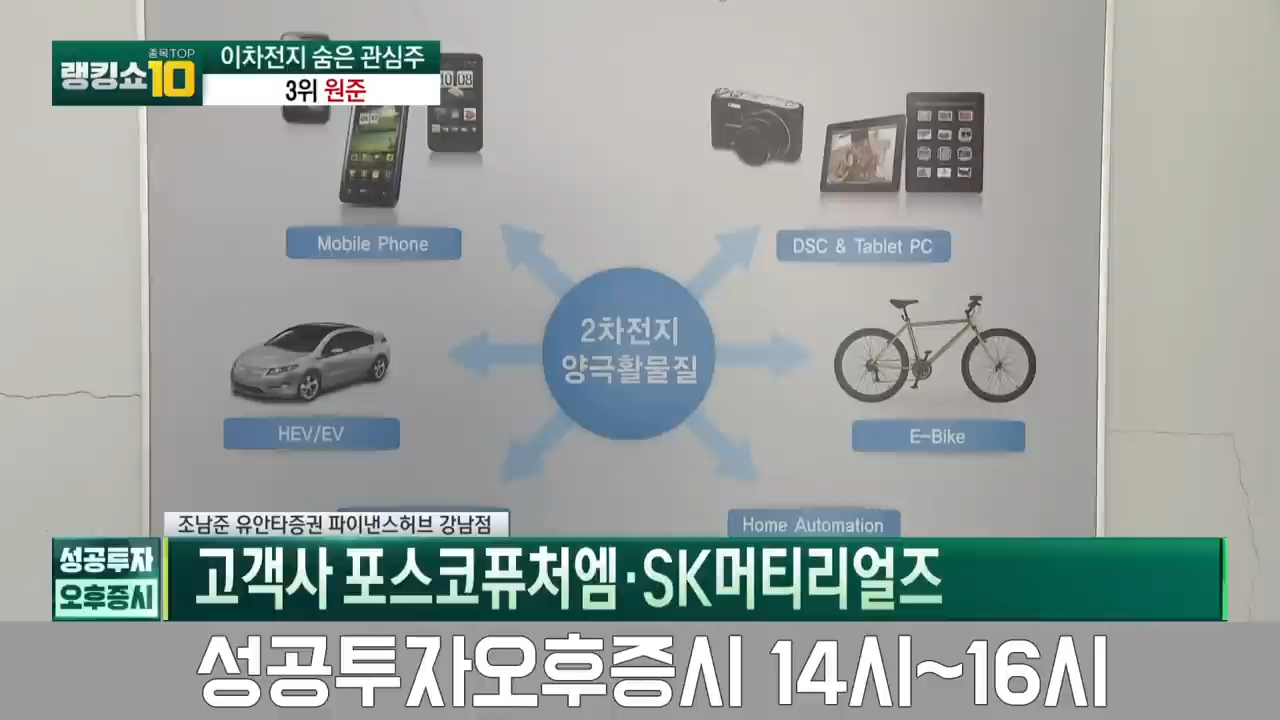 랭킹쇼 종목TOP 10
이차전지 숨은 관심주
3위 원준
10 08
Mobile Phone
DSC & Tablet PC
2차전지
양극활물질
HEV/EV
E-Bike
Home Automation
조남준 유안타증권 파이낸스허브 강남점
성공투자
오후증시
고객사 포스코퓨처엠·SK머티리얼즈
성공투자오후증시 14시~16시